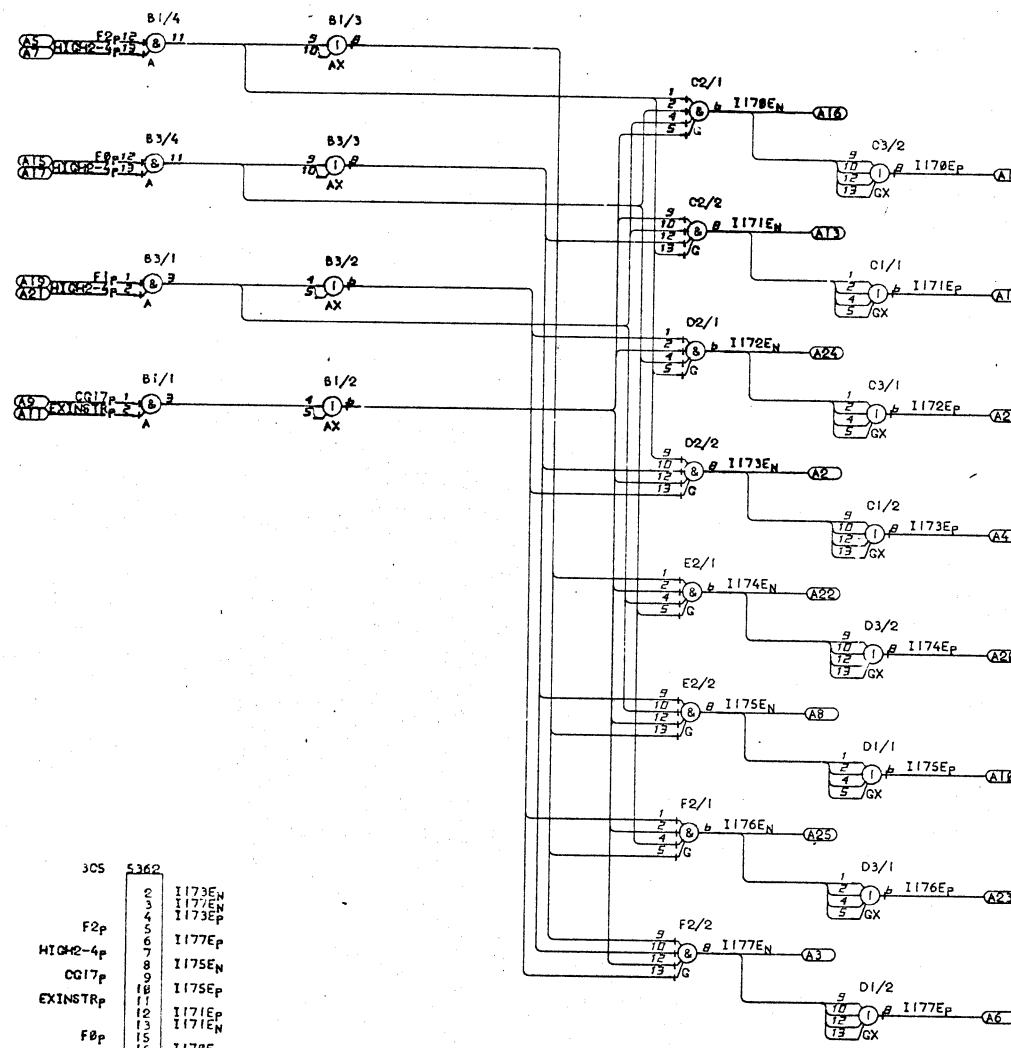 B1/4 B1/3
A5 F2P 12 & 11 9 1 8
A7 HIGH2-4P 13 A 10 AX
C2/1
1 2 4 5 & G 6 I170EN A16
B3/4 B3/3
A15 F0P 12 & 11 9 1 8
A17 HIGH2-4P 13 A 10 AX
C3/2
9 10 12 13 1 GX 8 I170EP
C2/2
9 10 12 13 & G 8 I171EN A13
B3/1 B3/2
A19 F1P 1 & 3 4 1 6
A21 HIGH2-4P 2 A 5 AX
C1/1
1 2 4 5 1 GX 6 I171EP
D2/1
1 2 4 5 & G 6 I172EN A24
B1/1 B1/2
A9 CG17P 1 & 3 4 1 6
A11 EXINSTRP 2 A 5 AX
C3/1
1 2 4 5 1 GX 6 I172EP
D2/2
9 10 12 13 & G 8 I173EN A2
C1/2
9 10 12 13 1 GX 8 I173EP A4
E2/1
1 2 4 5 & G 6 I174EN A22
D3/2
9 10 12 13 1 GX 8 I174EP
E2/2
9 10 12 13 & G 8 I175EN A8
D1/1
1 2 4 5 1 GX 6 I175EP A10
F2/1
1 2 4 5 & G 6 I176EN A25
D3/1
1 2 4 5 1 GX 6 I176EP A23
F2/2
9 10 12 13 & G 8 I177EN A3
D1/2
9 10 12 13 1 GX 8 I177EP A6
5362
2 I173EN
3 I177EN
4 I173EP
F2P 5
6 I177EP
HIGH2-4P 7
8 I175EN
CG17P 9
10 I175EP
EXINSTRP 11
12 I171EP
13 I171EN
F0P 15